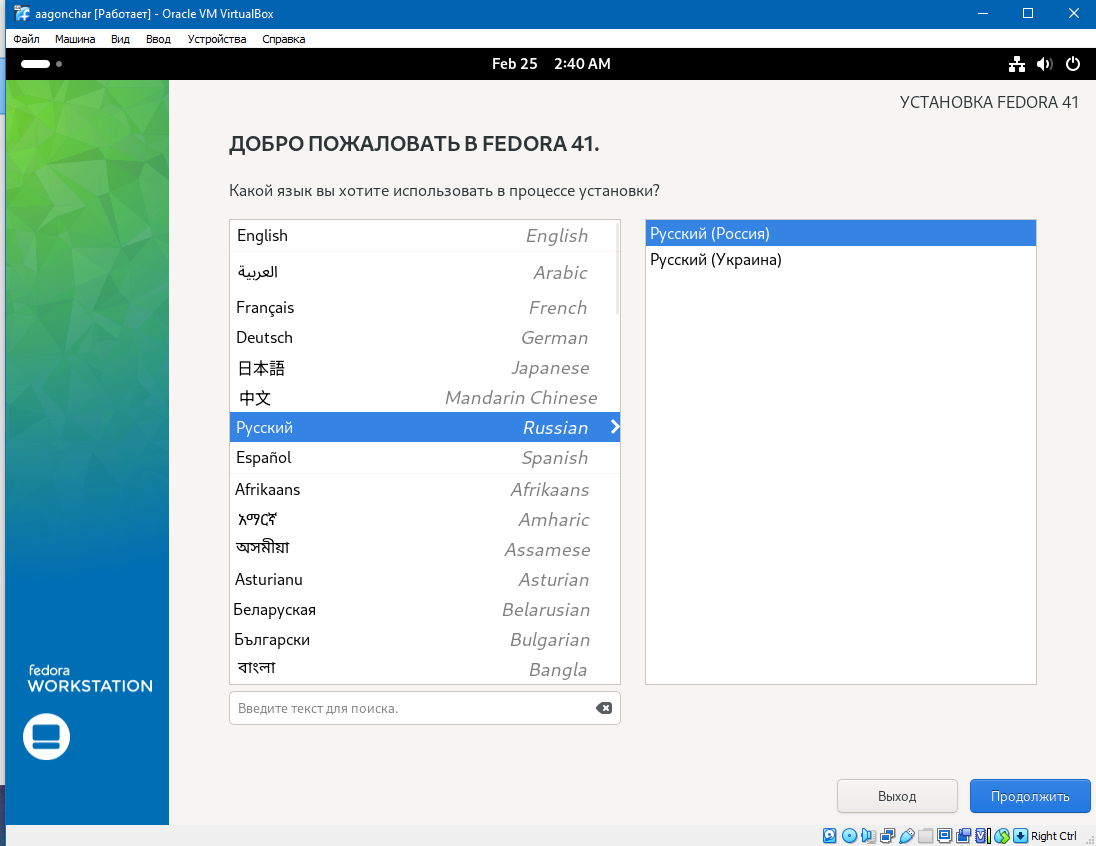 aagonchar [Работает] - Oracle VM VirtualBox
Файл Машина Вид Ввод Устройства Справка
Feb 25 2:40 AM
УСТАНОВКА FEDORA 41
ДОБРО ПОЖАЛОВАТЬ В FEDORA 41.
Какой язык вы хотите использовать в процессе установки?
English English
العربية Arabic
Français French
Deutsch German
日本語 Japanese
中文 Mandarin Chinese
Русский Russian
Español Spanish
Afrikaans Afrikaans
አማርኛ Amharic
অসমীয়া Assamese
Asturianu Asturian
Беларуская Belarusian
Български Bulgarian
বাংলা Bangla
Русский (Россия)
Русский (Украина)
Введите текст для поиска.
fedora
WORKSTATION
Выход Продолжить
Right Ctrl